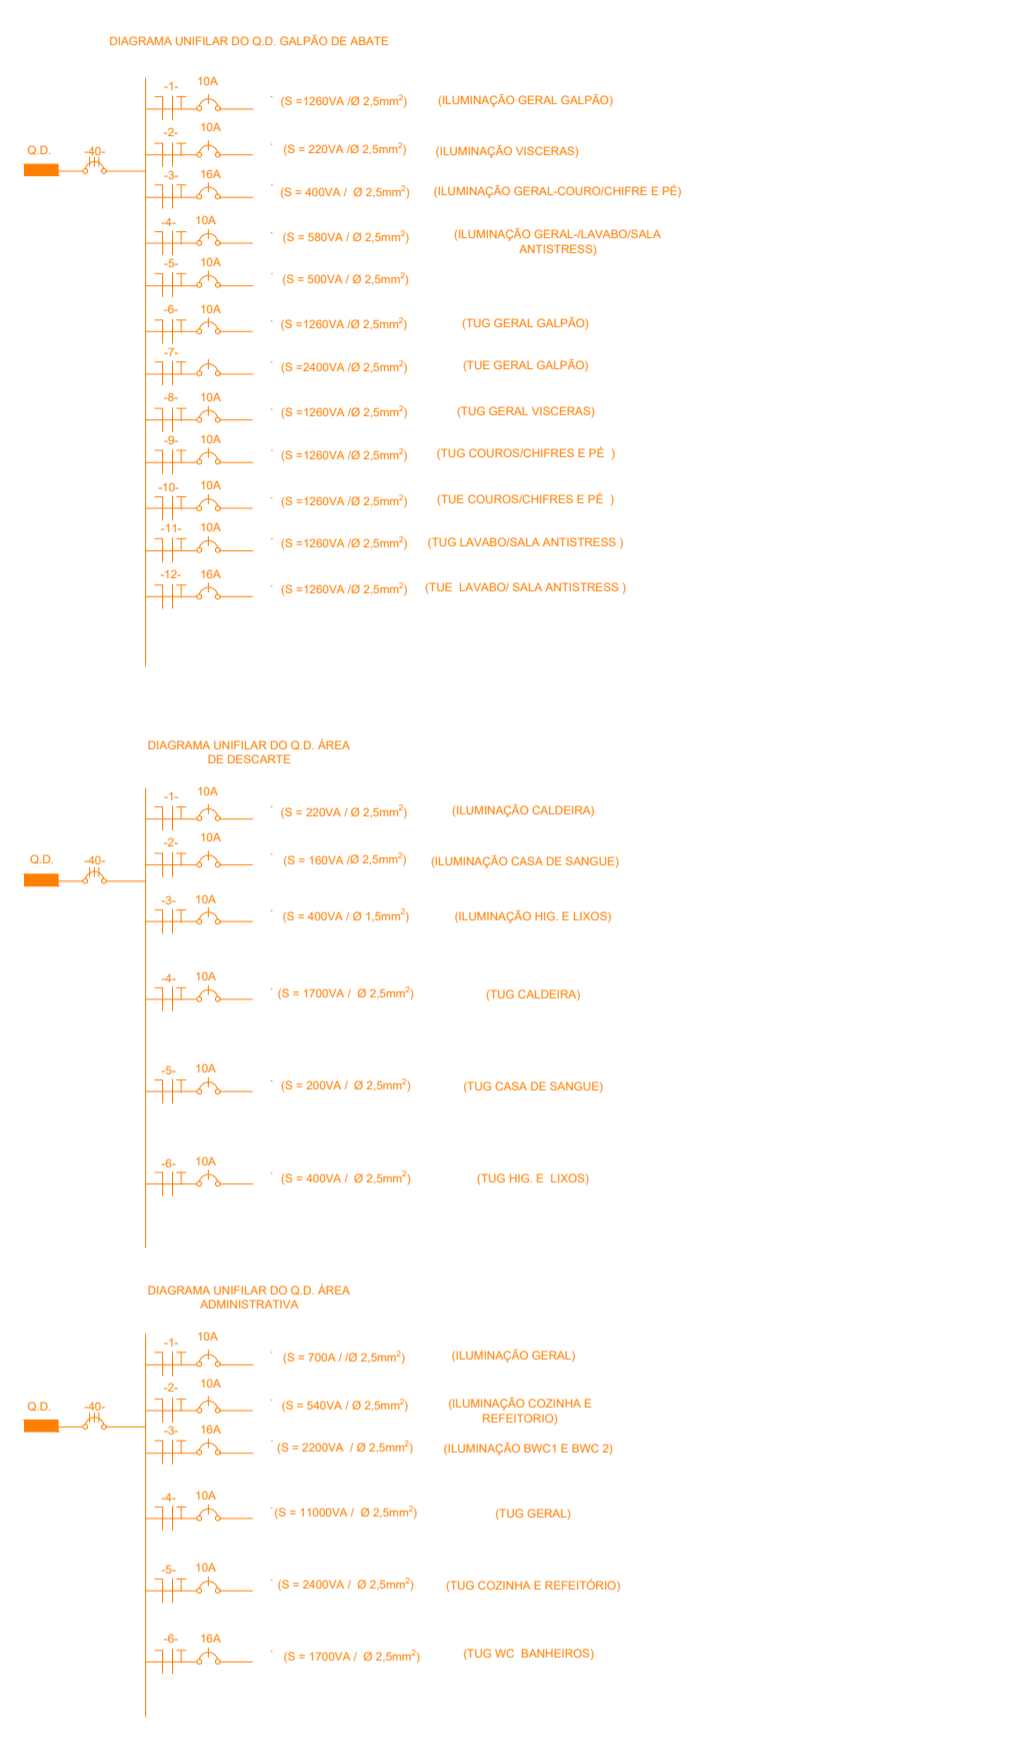 DIAGRAMA UNIFILAR DO Q.D. GALPÃO DE ABATE
Q.D.
-40-
-1- 10A (S =1260VA /Ø 2,5mm²) (ILUMINAÇÃO GERAL GALPÃO)
-2- 10A (S = 220VA /Ø 2,5mm²) (ILUMINAÇÃO VISCERAS)
-3- 16A (S = 400VA / Ø 2,5mm²) (ILUMINAÇÃO GERAL-COURO/CHIFRE E PÉ)
-4- 10A (S = 580VA / Ø 2,5mm²) (ILUMINAÇÃO GERAL-/LAVABO/SALA
ANTISTRESS)
-5- 10A (S = 500VA / Ø 2,5mm²)
-6- 10A (S =1260VA /Ø 2,5mm²) (TUG GERAL GALPÃO)
-7- (S =2400VA /Ø 2,5mm²) (TUE GERAL GALPÃO)
-8- 10A (S =1260VA /Ø 2,5mm²) (TUG GERAL VISCERAS)
-9- 10A (S =1260VA /Ø 2,5mm²) (TUG COUROS/CHIFRES E PÉ )
-10- 10A (S =1260VA /Ø 2,5mm²) (TUE COUROS/CHIFRES E PÉ )
-11- 10A (S =1260VA /Ø 2,5mm²) (TUG LAVABO/SALA ANTISTRESS )
-12- 16A (S =1260VA /Ø 2,5mm²) (TUE LAVABO/ SALA ANTISTRESS )
DIAGRAMA UNIFILAR DO Q.D. ÁREA
DE DESCARTE
Q.D.
-40-
-1- 10A (S = 220VA / Ø 2,5mm²) (ILUMINAÇÃO CALDEIRA)
-2- 10A (S = 160VA /Ø 2,5mm²) (ILUMINAÇÃO CASA DE SANGUE)
-3- 10A (S = 400VA / Ø 1,5mm²) (ILUMINAÇÃO HIG. E LIXOS)
-4- 10A (S = 1700VA / Ø 2,5mm²) (TUG CALDEIRA)
-5- 10A (S = 200VA / Ø 2,5mm²) (TUG CASA DE SANGUE)
-6- 10A (S = 400VA / Ø 2,5mm²) (TUG HIG. E LIXOS)
DIAGRAMA UNIFILAR DO Q.D. ÁREA
ADMINISTRATIVA
Q.D.
-40-
-1- 10A (S = 700A / /Ø 2,5mm²) (ILUMINAÇÃO GERAL)
-2- 10A (S = 540VA / Ø 2,5mm²) (ILUMINAÇÃO COZINHA E
REFEITORIO)
-3- 16A (S = 2200VA / Ø 2,5mm²) (ILUMINAÇÃO BWC1 E BWC 2)
-4- 10A (S = 11000VA / Ø 2,5mm²) (TUG GERAL)
-5- 10A (S = 2400VA / Ø 2,5mm²) (TUG COZINHA E REFEITÓRIO)
-6- 16A (S = 1700VA / Ø 2,5mm²) (TUG WC BANHEIROS)